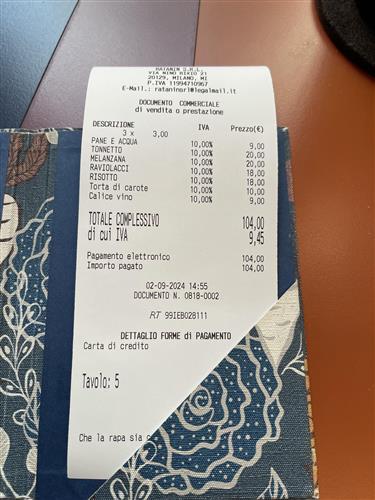 RATANIN S.R.L.
VIA NINO BIXIO 21
20129, MILANO, MI
P.IVA 11994710967
E-Mail.: rataninsrl@legalmail.it
DOCUMENTO COMMERCIALE
di vendita o prestazione
DESCRIZIONE IVA Prezzo(€)
3 x 3,00
PANE E ACQUA 10,00% 9,00
TONNETTO 10,00% 20,00
MELANZANA 10,00% 20,00
RAVIOLACCI 10,00% 18,00
RISOTTO 10,00% 18,00
Torta di carote 10,00% 10,00
Calice vino 10,00% 9,00
TOTALE COMPLESSIVO 104,00
di cui IVA 9,45
Pagamento elettronico 104,00
Importo pagato 104,00
02-09-2024 14:55
DOCUMENTO N. 0818-0002
RT 99IEB028111
DETTAGLIO FORME di PAGAMENTO
Carta di credito
Tavolo: 5
Che la rapa sia